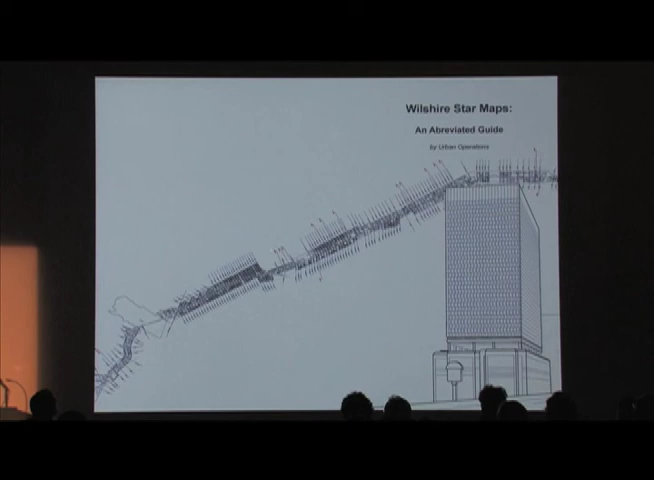 Wilshire Star Maps:
An Abreviated Guide
by Urban Operations